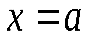 x = a